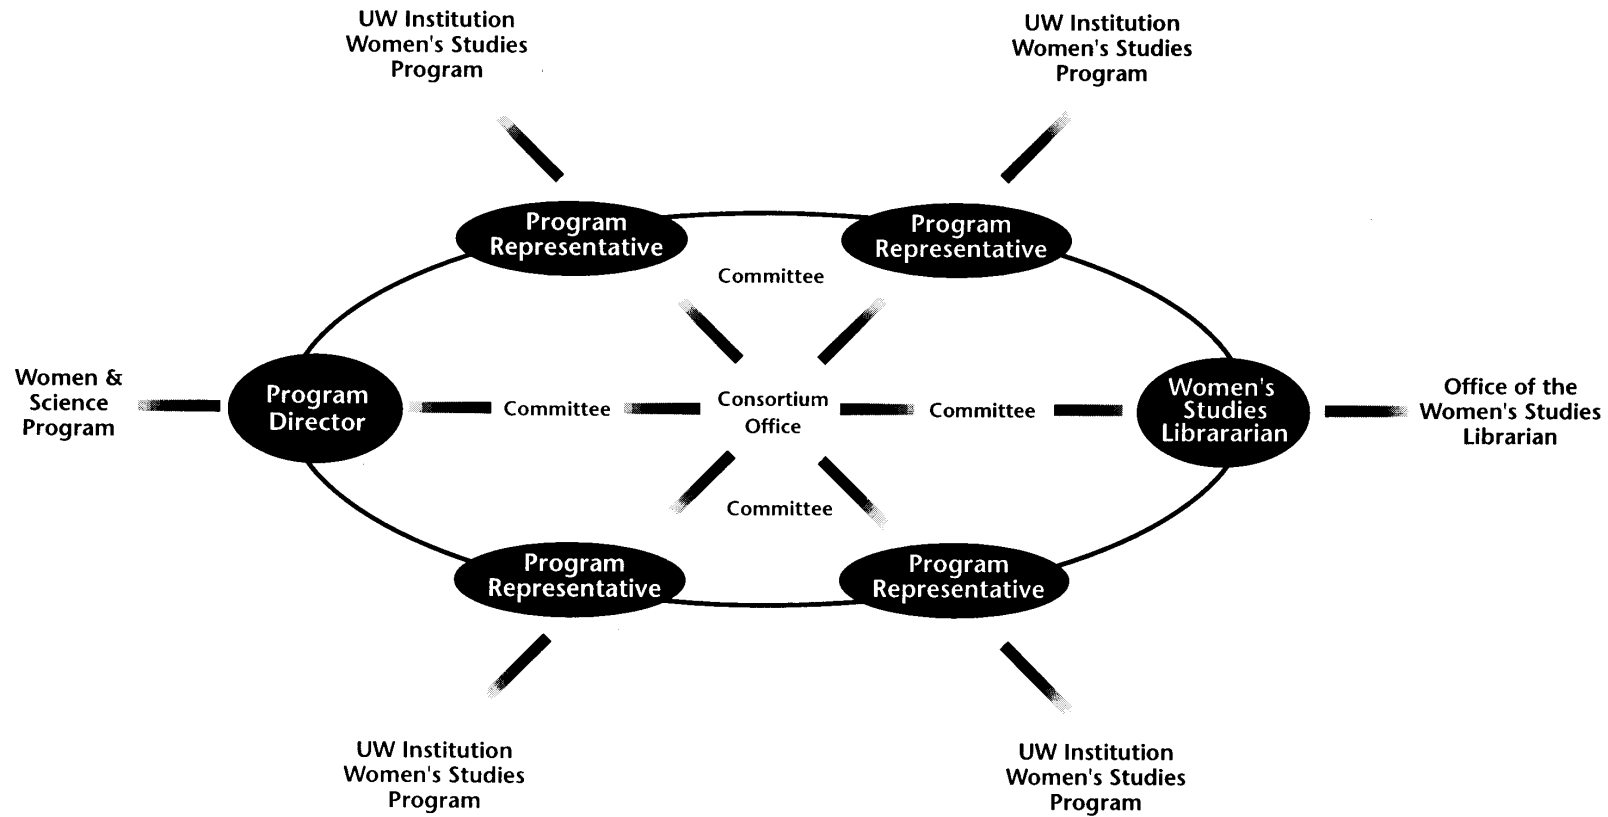 UW Institution
Women's Studies
Program
UW Institution
Women's Studies
Program
Program
Representative
Program
Representative
Committee
Women &
Science
Program
Program
Director
Committee
Consortium
Office
Committee
Women's
Studies
Librararian
Office of the
Women's Studies
Librarian
Committee
Program
Representative
Program
Representative
UW Institution
Women's Studies
Program
UW Institution
Women's Studies
Program